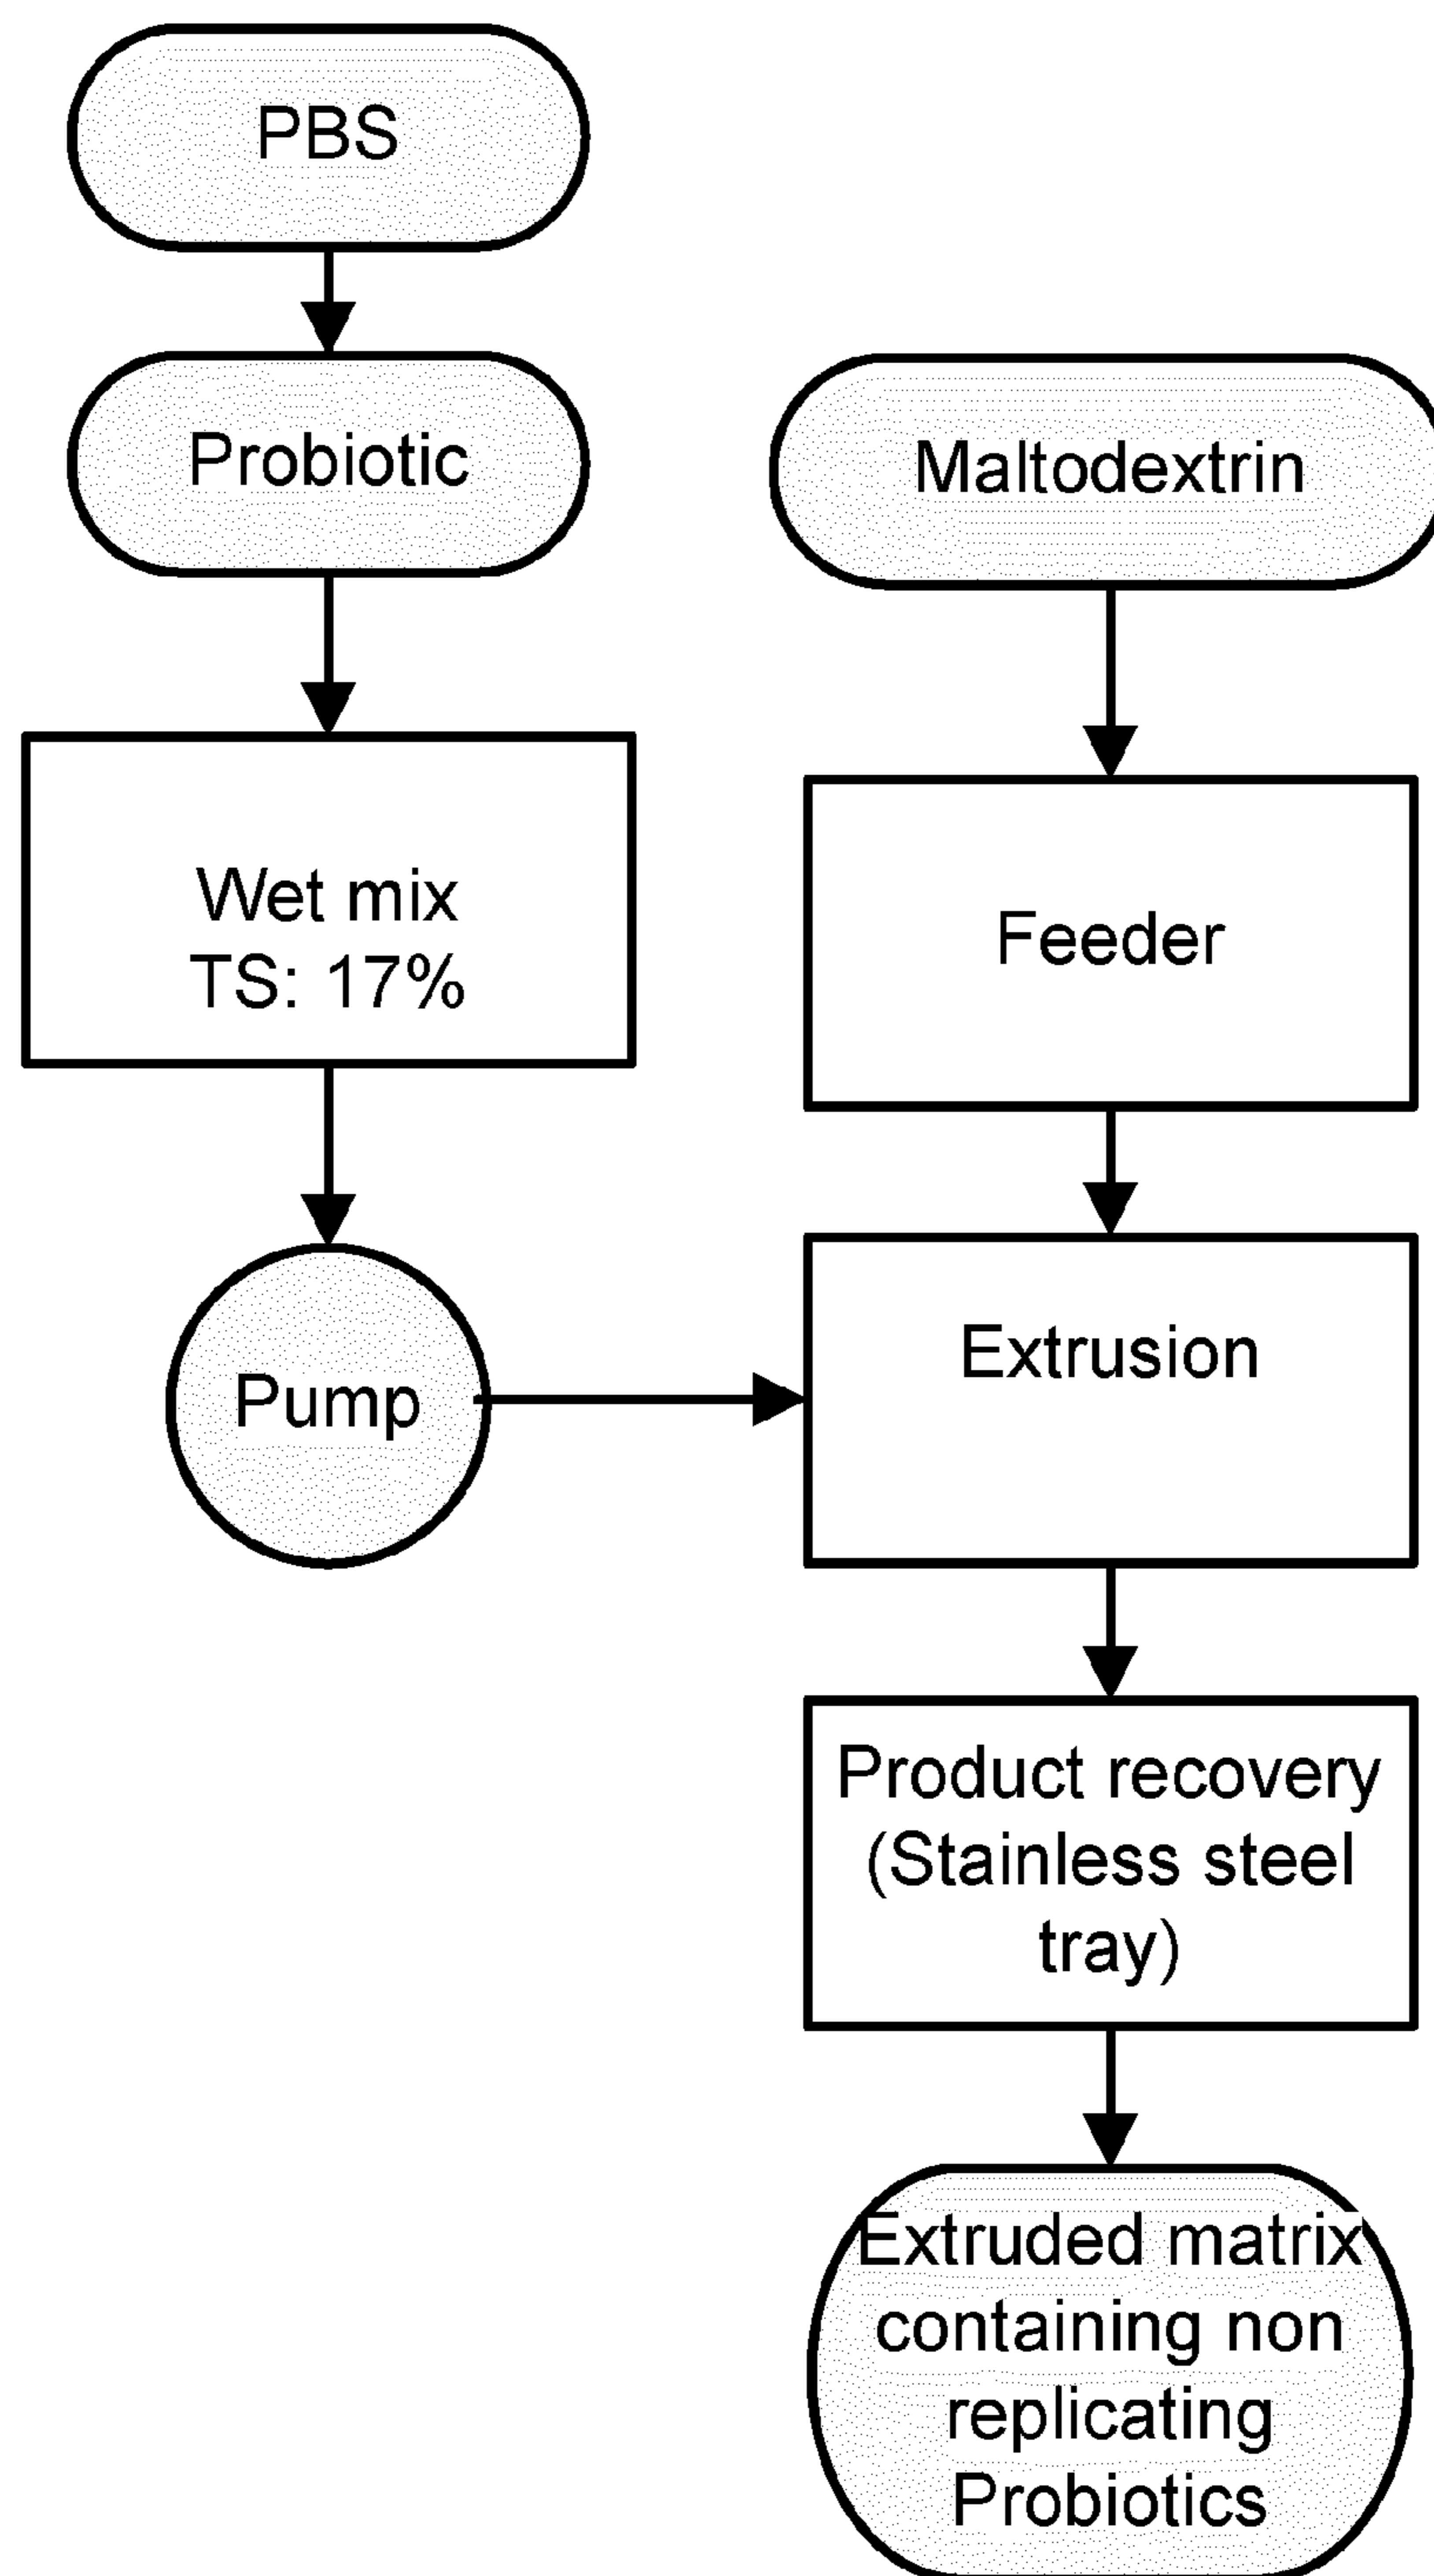 PBS
Probiotic
Maltodextrin
Wet mix
TS: 17%
Feeder
Pump
Extrusion
Product recovery
(Stainless steel
tray)
Extruded matrix
containing non
replicating
Probiotics